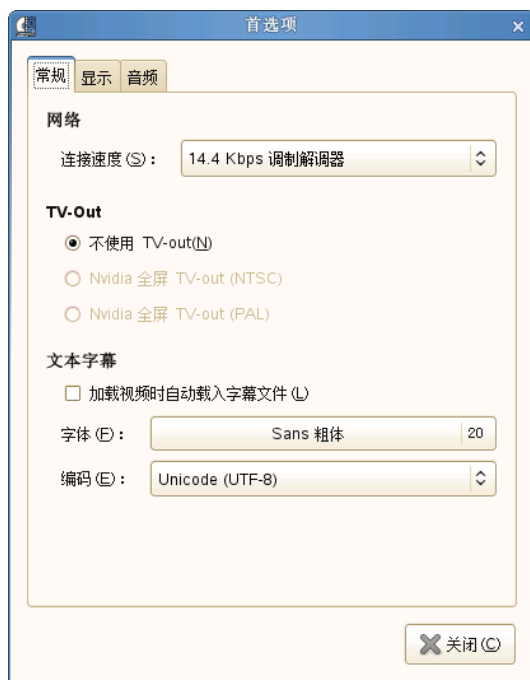 首选项
常规 显示 音频
网络
连接速度(S): 14.4 Kbps 调制解调器
TV-Out
不使用 TV-out(N)
Nvidia 全屏 TV-out (NTSC)
Nvidia 全屏 TV-out (PAL)
文本字幕
加载视频时自动载入字幕文件(L)
字体(F): Sans 粗体 20
编码(E): Unicode (UTF-8)
关闭(C)